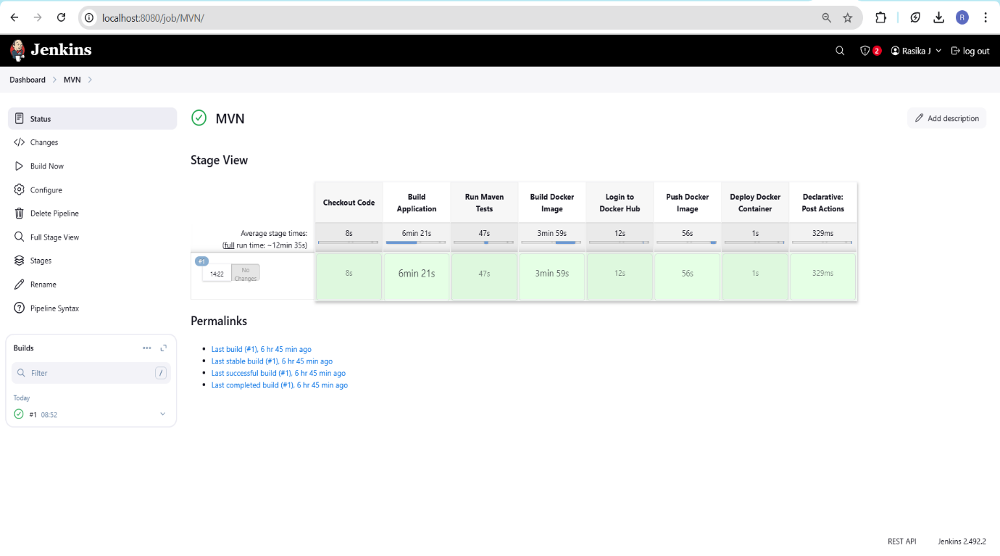 localhost:8080/job/MVN/
R
Jenkins
2
Rasika J
log out
Dashboard
MVN
Status
Changes
Build Now
Configure
Delete Pipeline
Full Stage View
Stages
Rename
Pipeline Syntax
Builds
Filter
/
Today
#1 08:52
MVN
Add description
Stage View
Checkout Code
Build Application
Run Maven Tests
Build Docker Image
Login to Docker Hub
Push Docker Image
Deploy Docker Container
Declarative: Post Actions
Average stage times:
(full run time: ~12min 35s)
8s
6min 21s
47s
3min 59s
12s
56s
1s
329ms
#1
14:22
No Changes
8s
6min 21s
47s
3min 59s
12s
56s
1s
329ms
Permalinks
Last build (#1), 6 hr 45 min ago
Last stable build (#1), 6 hr 45 min ago
Last successful build (#1), 6 hr 45 min ago
Last completed build (#1), 6 hr 45 min ago
REST API
Jenkins 2.492.2